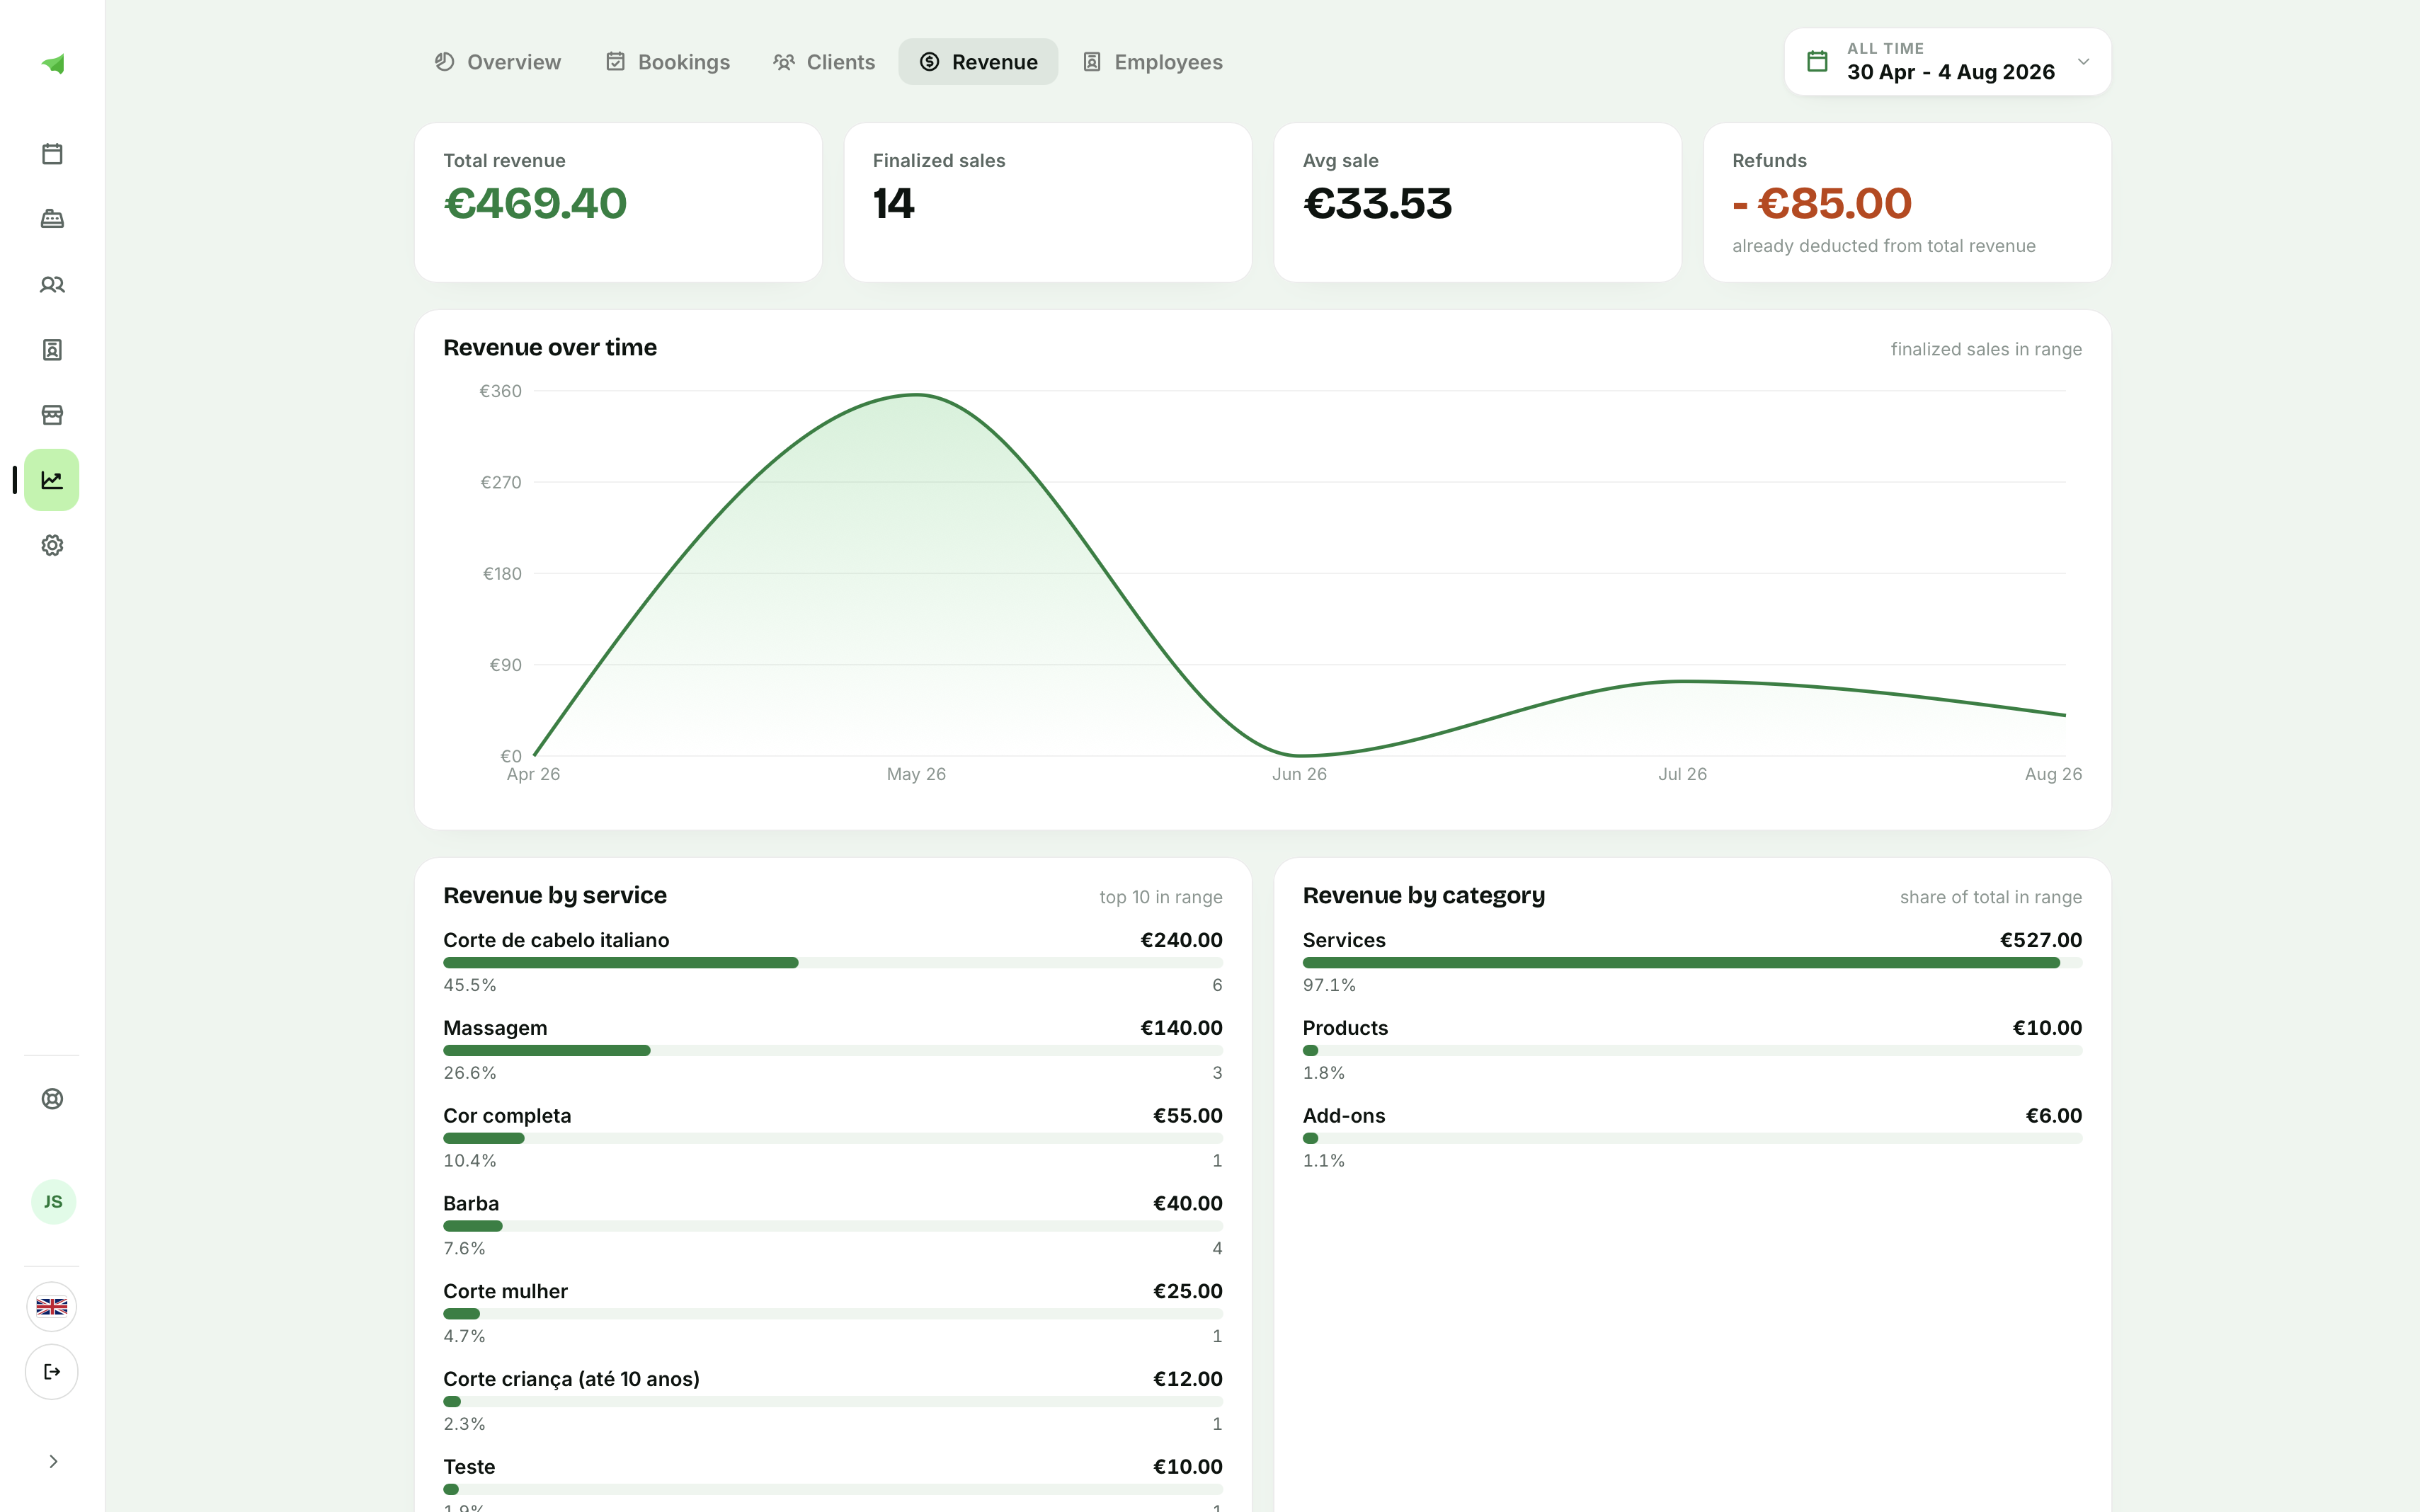 Overview
Bookings
Clients
Revenue
Employees
ALL TIME
30 Apr - 4 Aug 2026
Total revenue
€469.40
Finalized sales
14
Avg sale
€33.53
Refunds
- €85.00
already deducted from total revenue
Revenue over time
finalized sales in range
€360
€270
€180
€90
€0
Apr 26
May 26
Jun 26
Jul 26
Aug 26
Revenue by service
top 10 in range
Corte de cabelo italiano
€240.00
45.5%
6
Massagem
€140.00
26.6%
3
Cor completa
€55.00
10.4%
1
Barba
€40.00
7.6%
4
Corte mulher
€25.00
4.7%
1
Corte criança (até 10 anos)
€12.00
2.3%
1
Teste
€10.00
1.9%
1
Revenue by category
share of total in range
Services
€527.00
97.1%
Products
€10.00
1.8%
Add-ons
€6.00
1.1%
JS